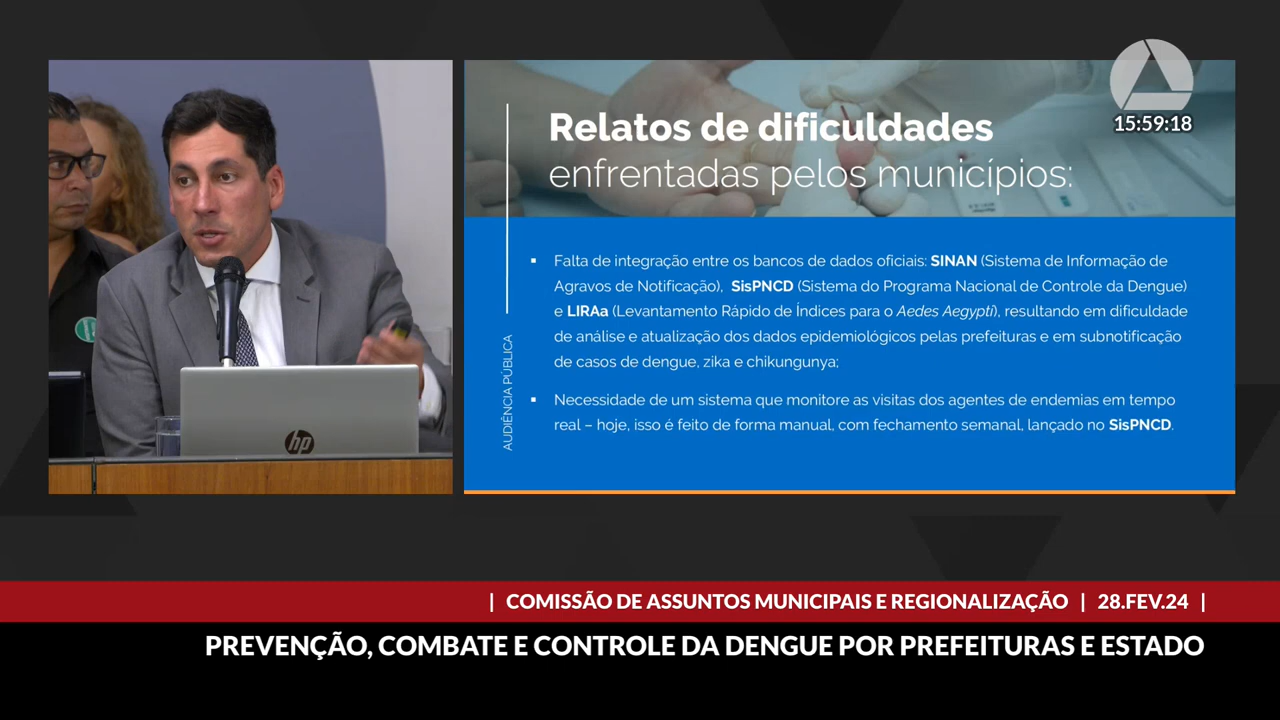 15:59:18
Relatos de dificuldades
enfrentadas pelos municípios:
▪ Falta de integração entre os bancos de dados oficiais: SINAN (Sistema de Informação de
Agravos de Notificação), SisPNCD (Sistema do Programa Nacional de Controle da Dengue)
e LIRAa (Levantamento Rápido de Índices para o Aedes Aegypti), resultando em dificuldade
de análise e atualização dos dados epidemiológicos pelas prefeituras e em subnotificação
de casos de dengue, zika e chikungunya;
▪ Necessidade de um sistema que monitore as visitas dos agentes de endemias em tempo
real – hoje, isso é feito de forma manual, com fechamento semanal, lançado no SisPNCD.
AUDIÊNCIA PÚBLICA
hp
| COMISSÃO DE ASSUNTOS MUNICIPAIS E REGIONALIZAÇÃO | 28.FEV.24 |
PREVENÇÃO, COMBATE E CONTROLE DA DENGUE POR PREFEITURAS E ESTADO